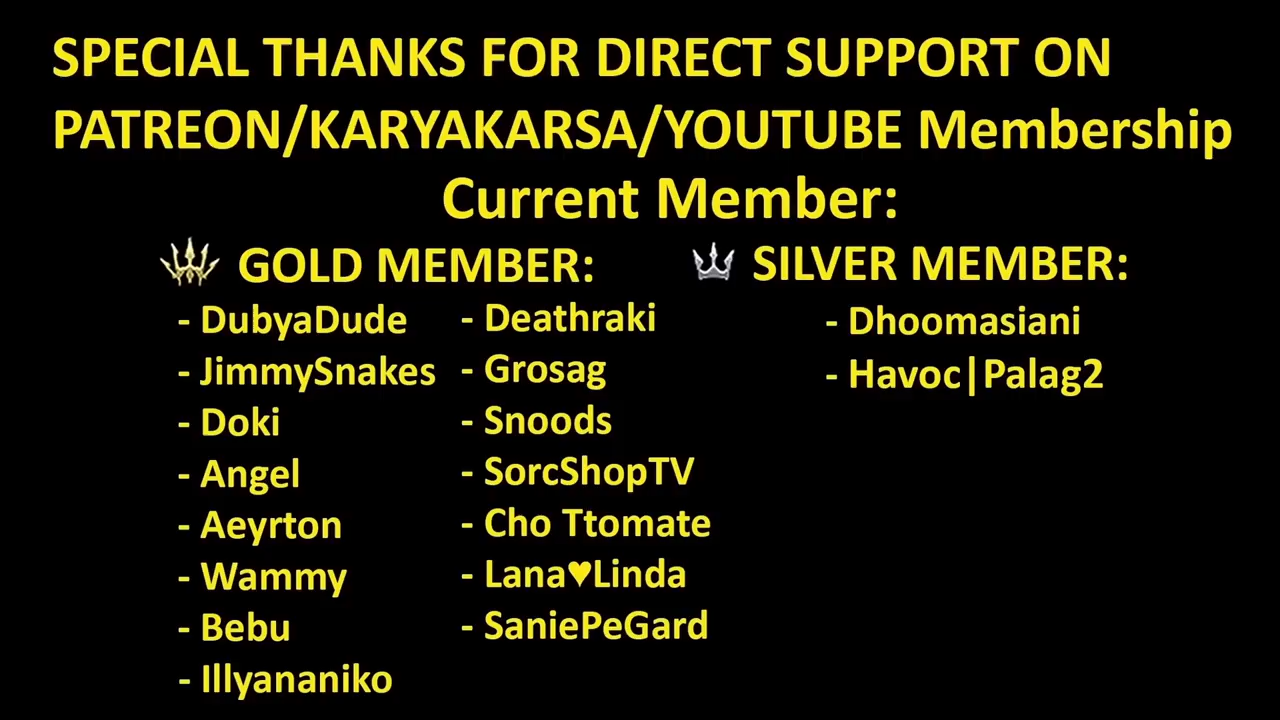 SPECIAL THANKS FOR DIRECT SUPPORT ON
PATREON/KARYAKARSA/YOUTUBE Membership
Current Member:
GOLD MEMBER:
- DubyaDude
- JimmySnakes
- Doki
- Angel
- Aeyrton
- Wammy
- Bebu
- Illyananiko
- Deathraki
- Grosag
- Snoods
- SorcShopTV
- Cho Ttomate
- Lana♥Linda
- SaniePeGard
SILVER MEMBER:
- Dhoomasiani
- Havoc|Palag2